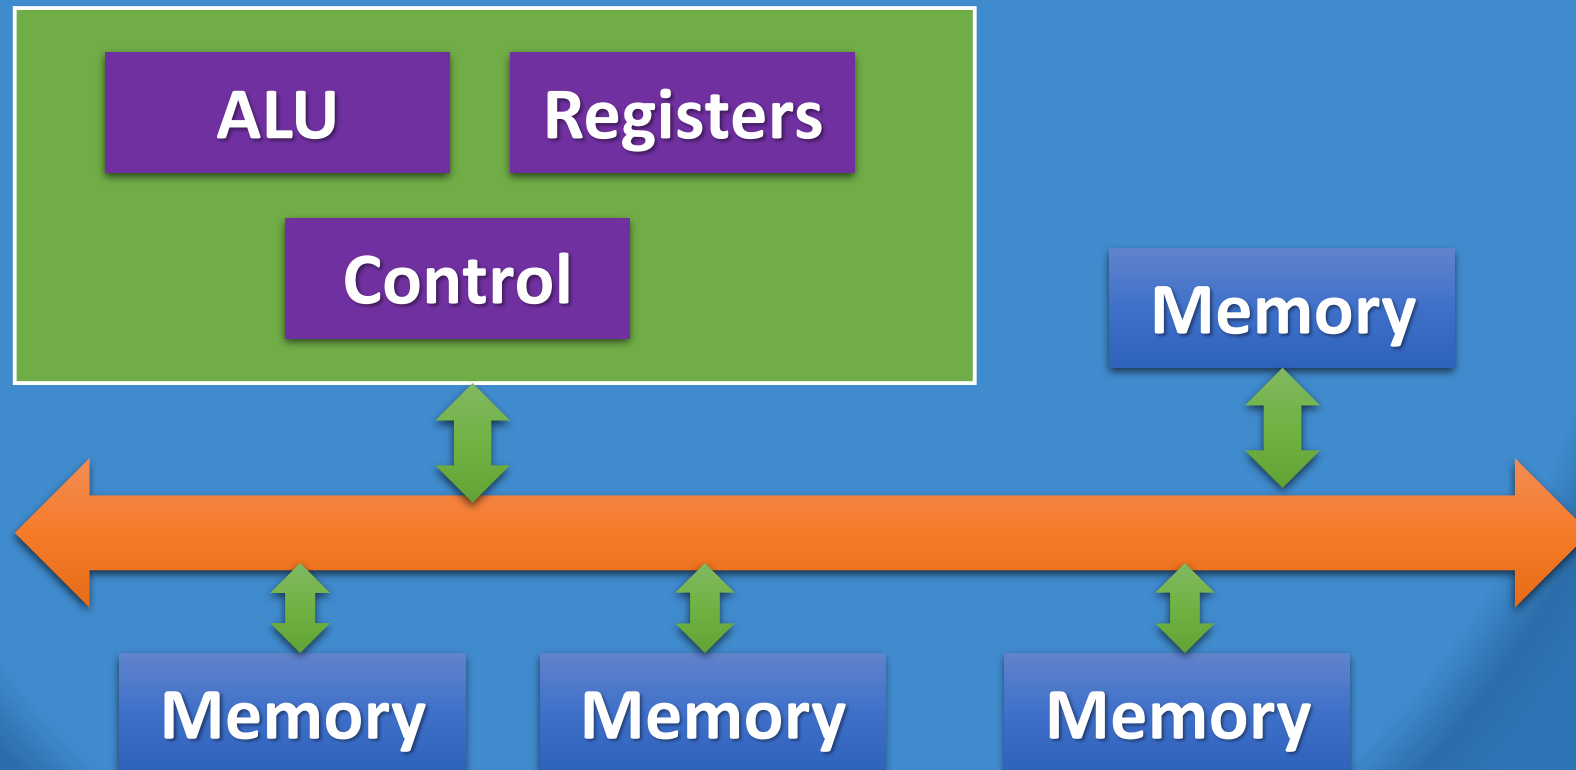 ALU
Registers
Control
Memory
Memory
Memory
Memory